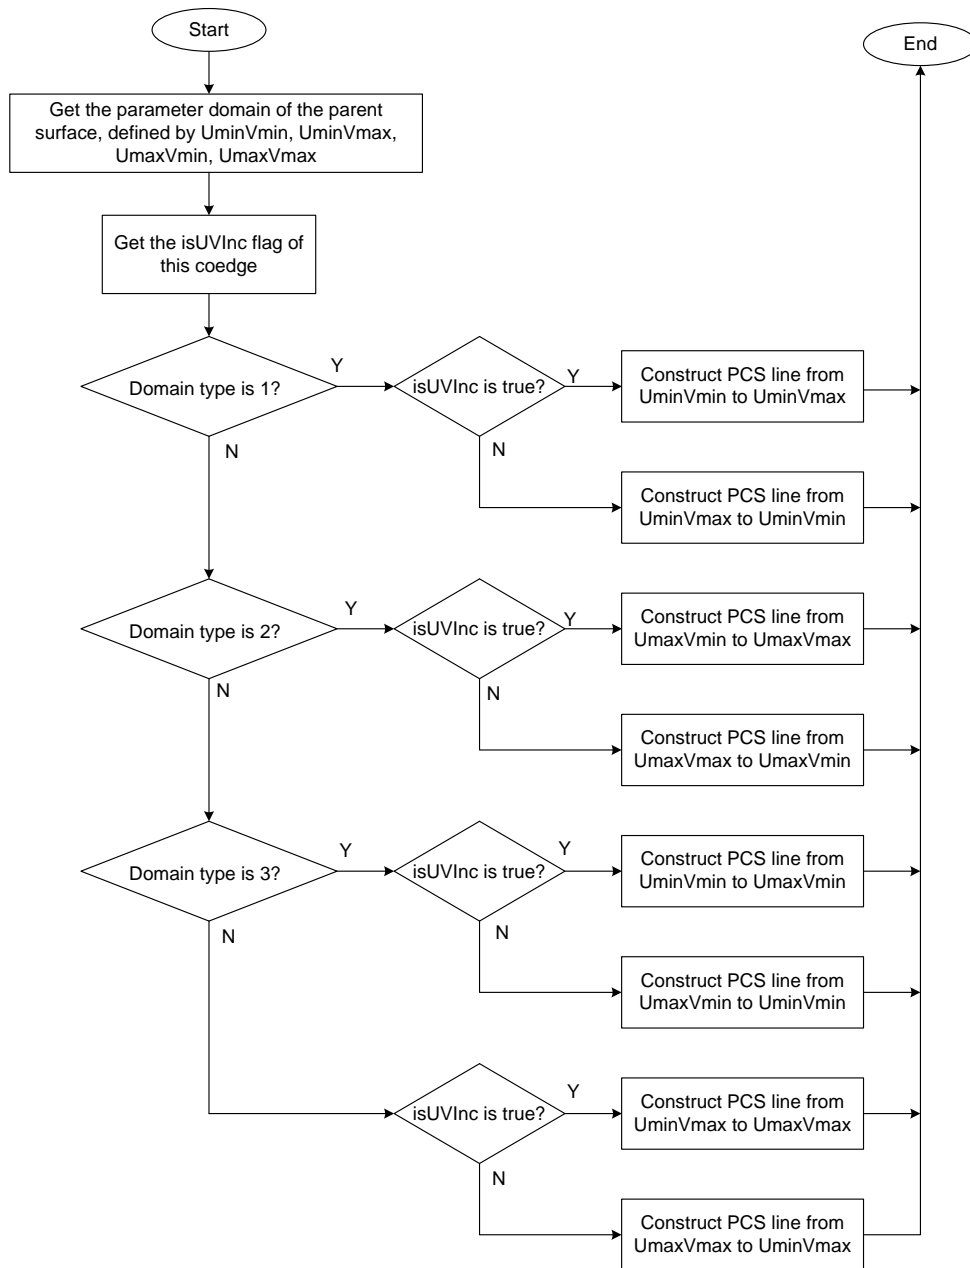 Start
End
Get the parameter domain of the parent
surface, defined by UminVmin, UminVmax,
UmaxVmin, UmaxVmax
Get the isUVInc flag of
this coedge
Domain type is 1?
Y
N
isUVInc is true?
Y
N
Construct PCS line from
UminVmin to UminVmax
Construct PCS line from
UminVmax to UminVmin
Domain type is 2?
Y
N
isUVInc is true?
Y
N
Construct PCS line from
UmaxVmin to UmaxVmax
Construct PCS line from
UmaxVmax to UmaxVmin
Domain type is 3?
Y
N
isUVInc is true?
Y
N
Construct PCS line from
UminVmin to UmaxVmin
Construct PCS line from
UmaxVmin to UminVmin
isUVInc is true?
Y
N
Construct PCS line from
UminVmax to UmaxVmax
Construct PCS line from
UmaxVmax to UminVmax